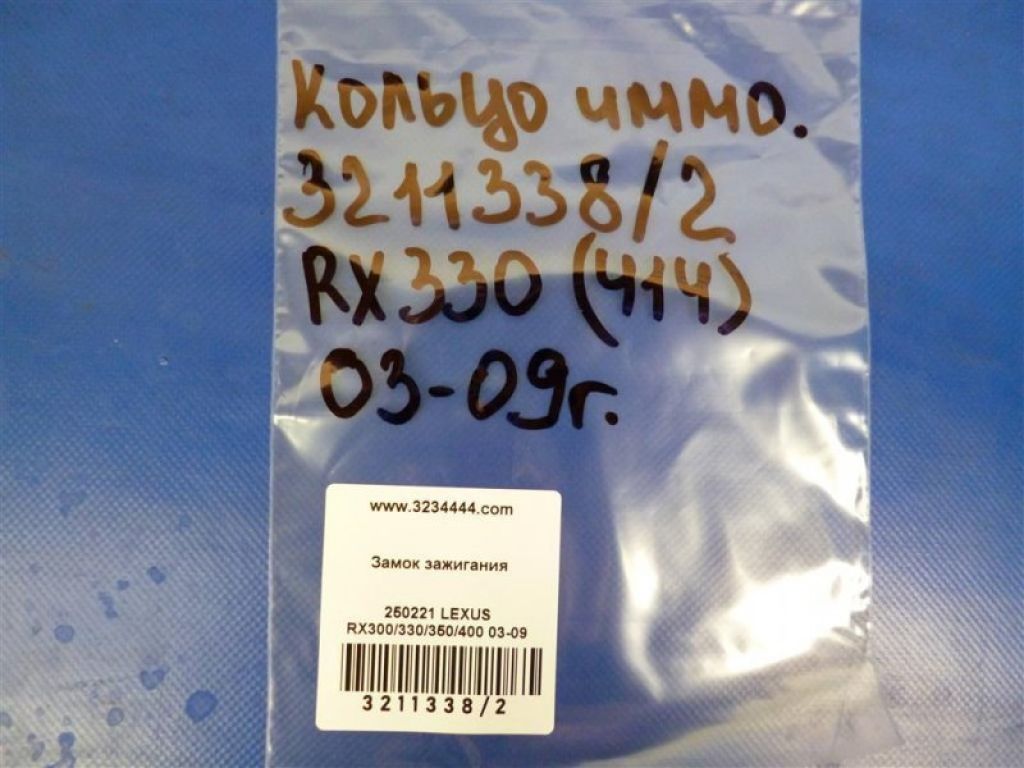 Кольцо иммо.
3211338/2
RX330 (414)
03-09г.
www.3234444.com
Замок зажигания
250221 LEXUS
RX300/330/350/400 03-09
3211338/2